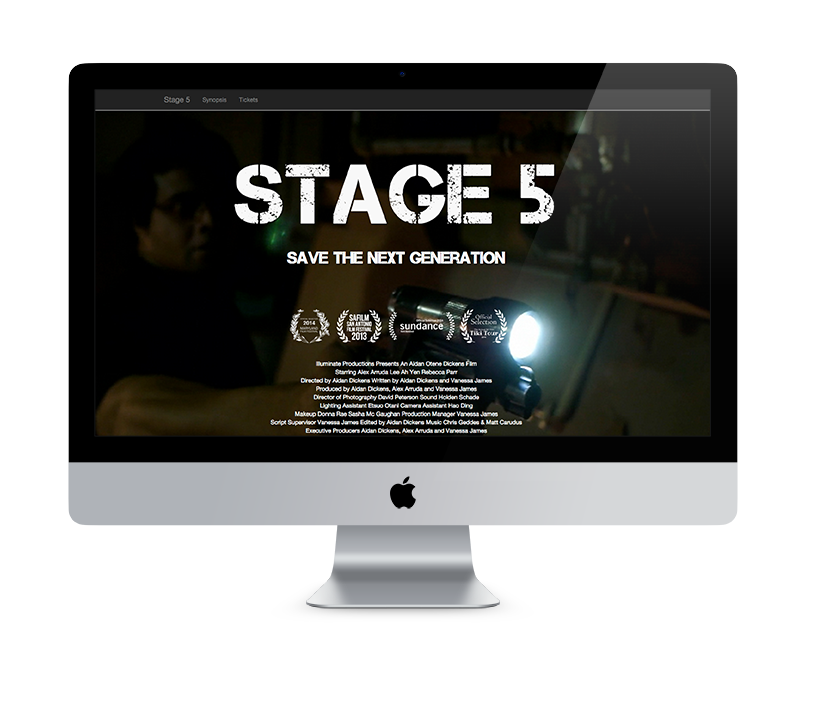 Stage 5 Synopsis Tickets
STAGE 5
SAVE THE NEXT GENERATION
2014
SAFILM
SAN ANTONIO
FILM FESTIVAL
2013
sundance
Official
Selection
Tiki Tour
Illuminate Productions Presents An Aidan Otene Dickens Film
Starring Alex Arruda Lee Ah Yen Rebecca Parr
Directed by Aidan Dickens Written by Aidan Dickens and Vanessa James
Produced by Aidan Dickens, Alex Arruda and Vanessa James
Director of Photography David Peterson Sound Holden Schade
Lighting Assistant Etsuo Otani Camera Assistant Hao Ding
Makeup Donna Rae Sasha Mc Gaughan Production Manager Vanessa James
Script Supervisor Vanessa James Edited by Aidan Dickens Music Chris Geddes & Matt Carudus
Executive Producers Aidan Dickens, Alex Arruda and Vanessa James